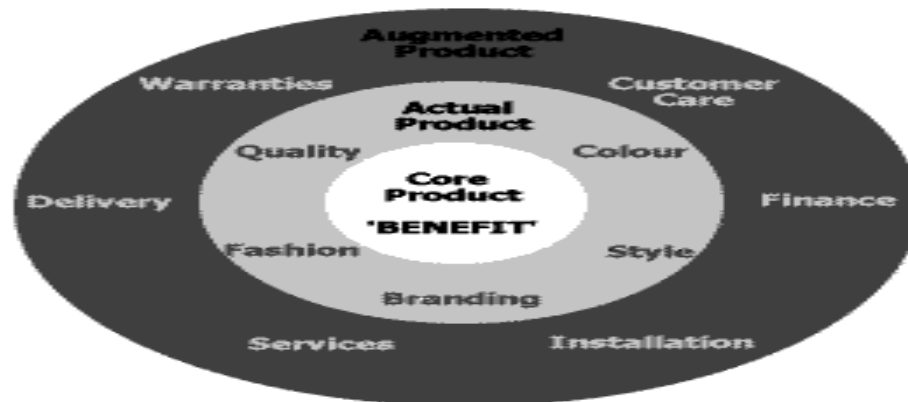 Augmented
Product
Warranties
Customer
Care
Actual
Product
Quality
Colour
Core
Product
Delivery
Finance
'BENEFIT'
Fashion
Style
Branding
Services
Installation